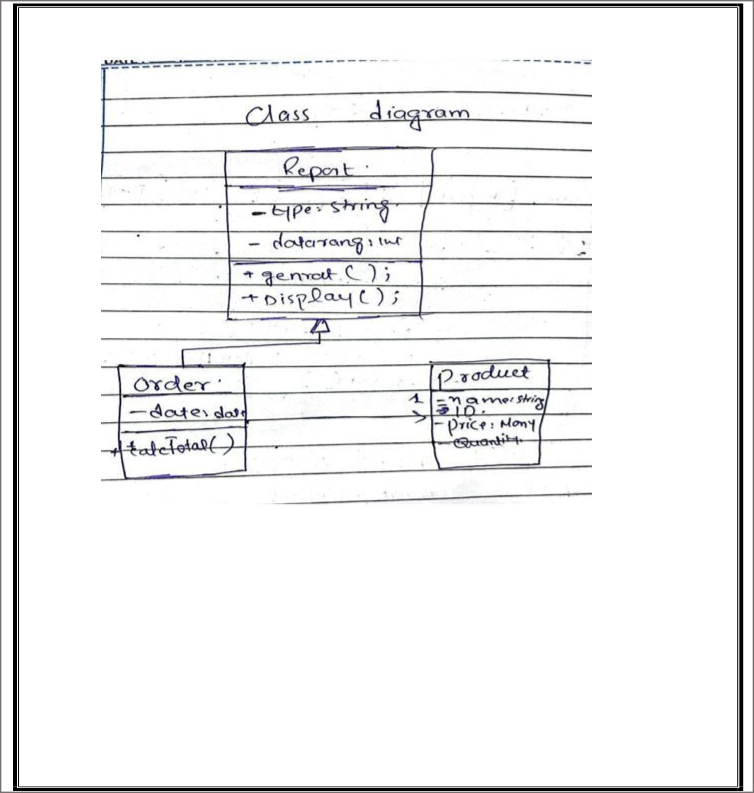 Class diagram
Report
- type: string
- datarang: int
+ genrat ( );
+ Display( );
Order
- date: date
+ calcTotal( )
Product
1
- name: string
- ID
- price: Mony
- Quantity